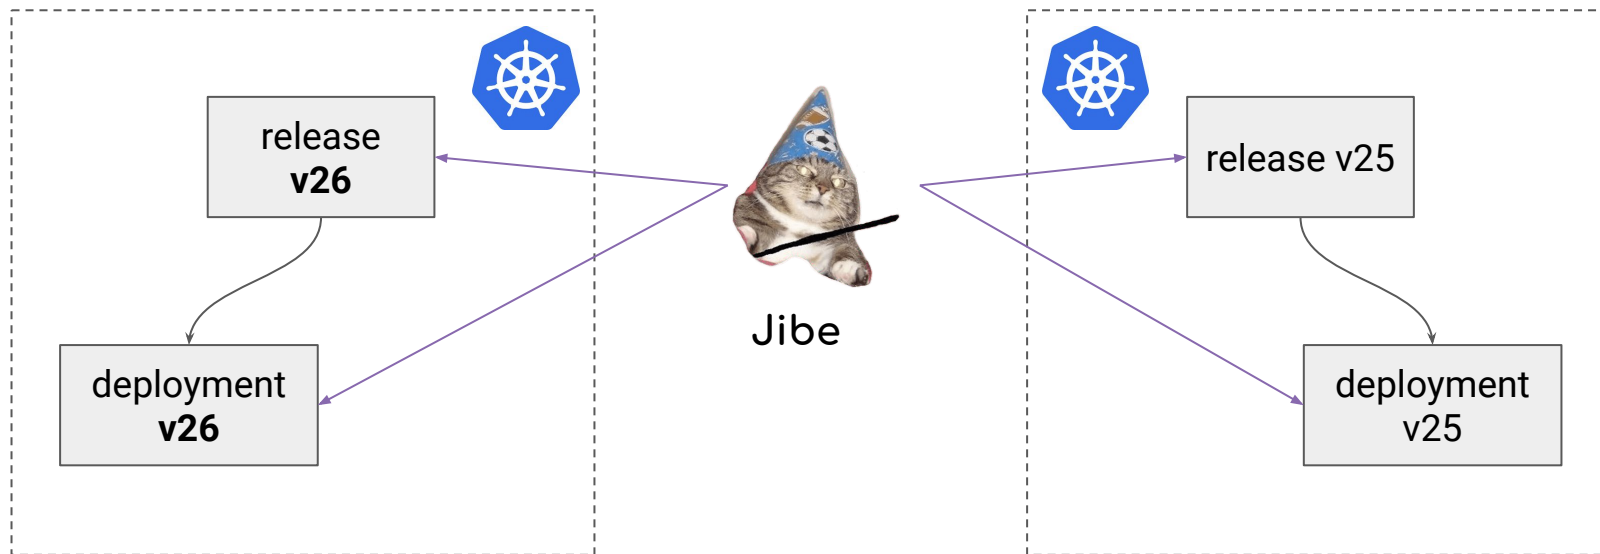 release
v26
deployment
v26
Jibe
release v25
deployment
v25